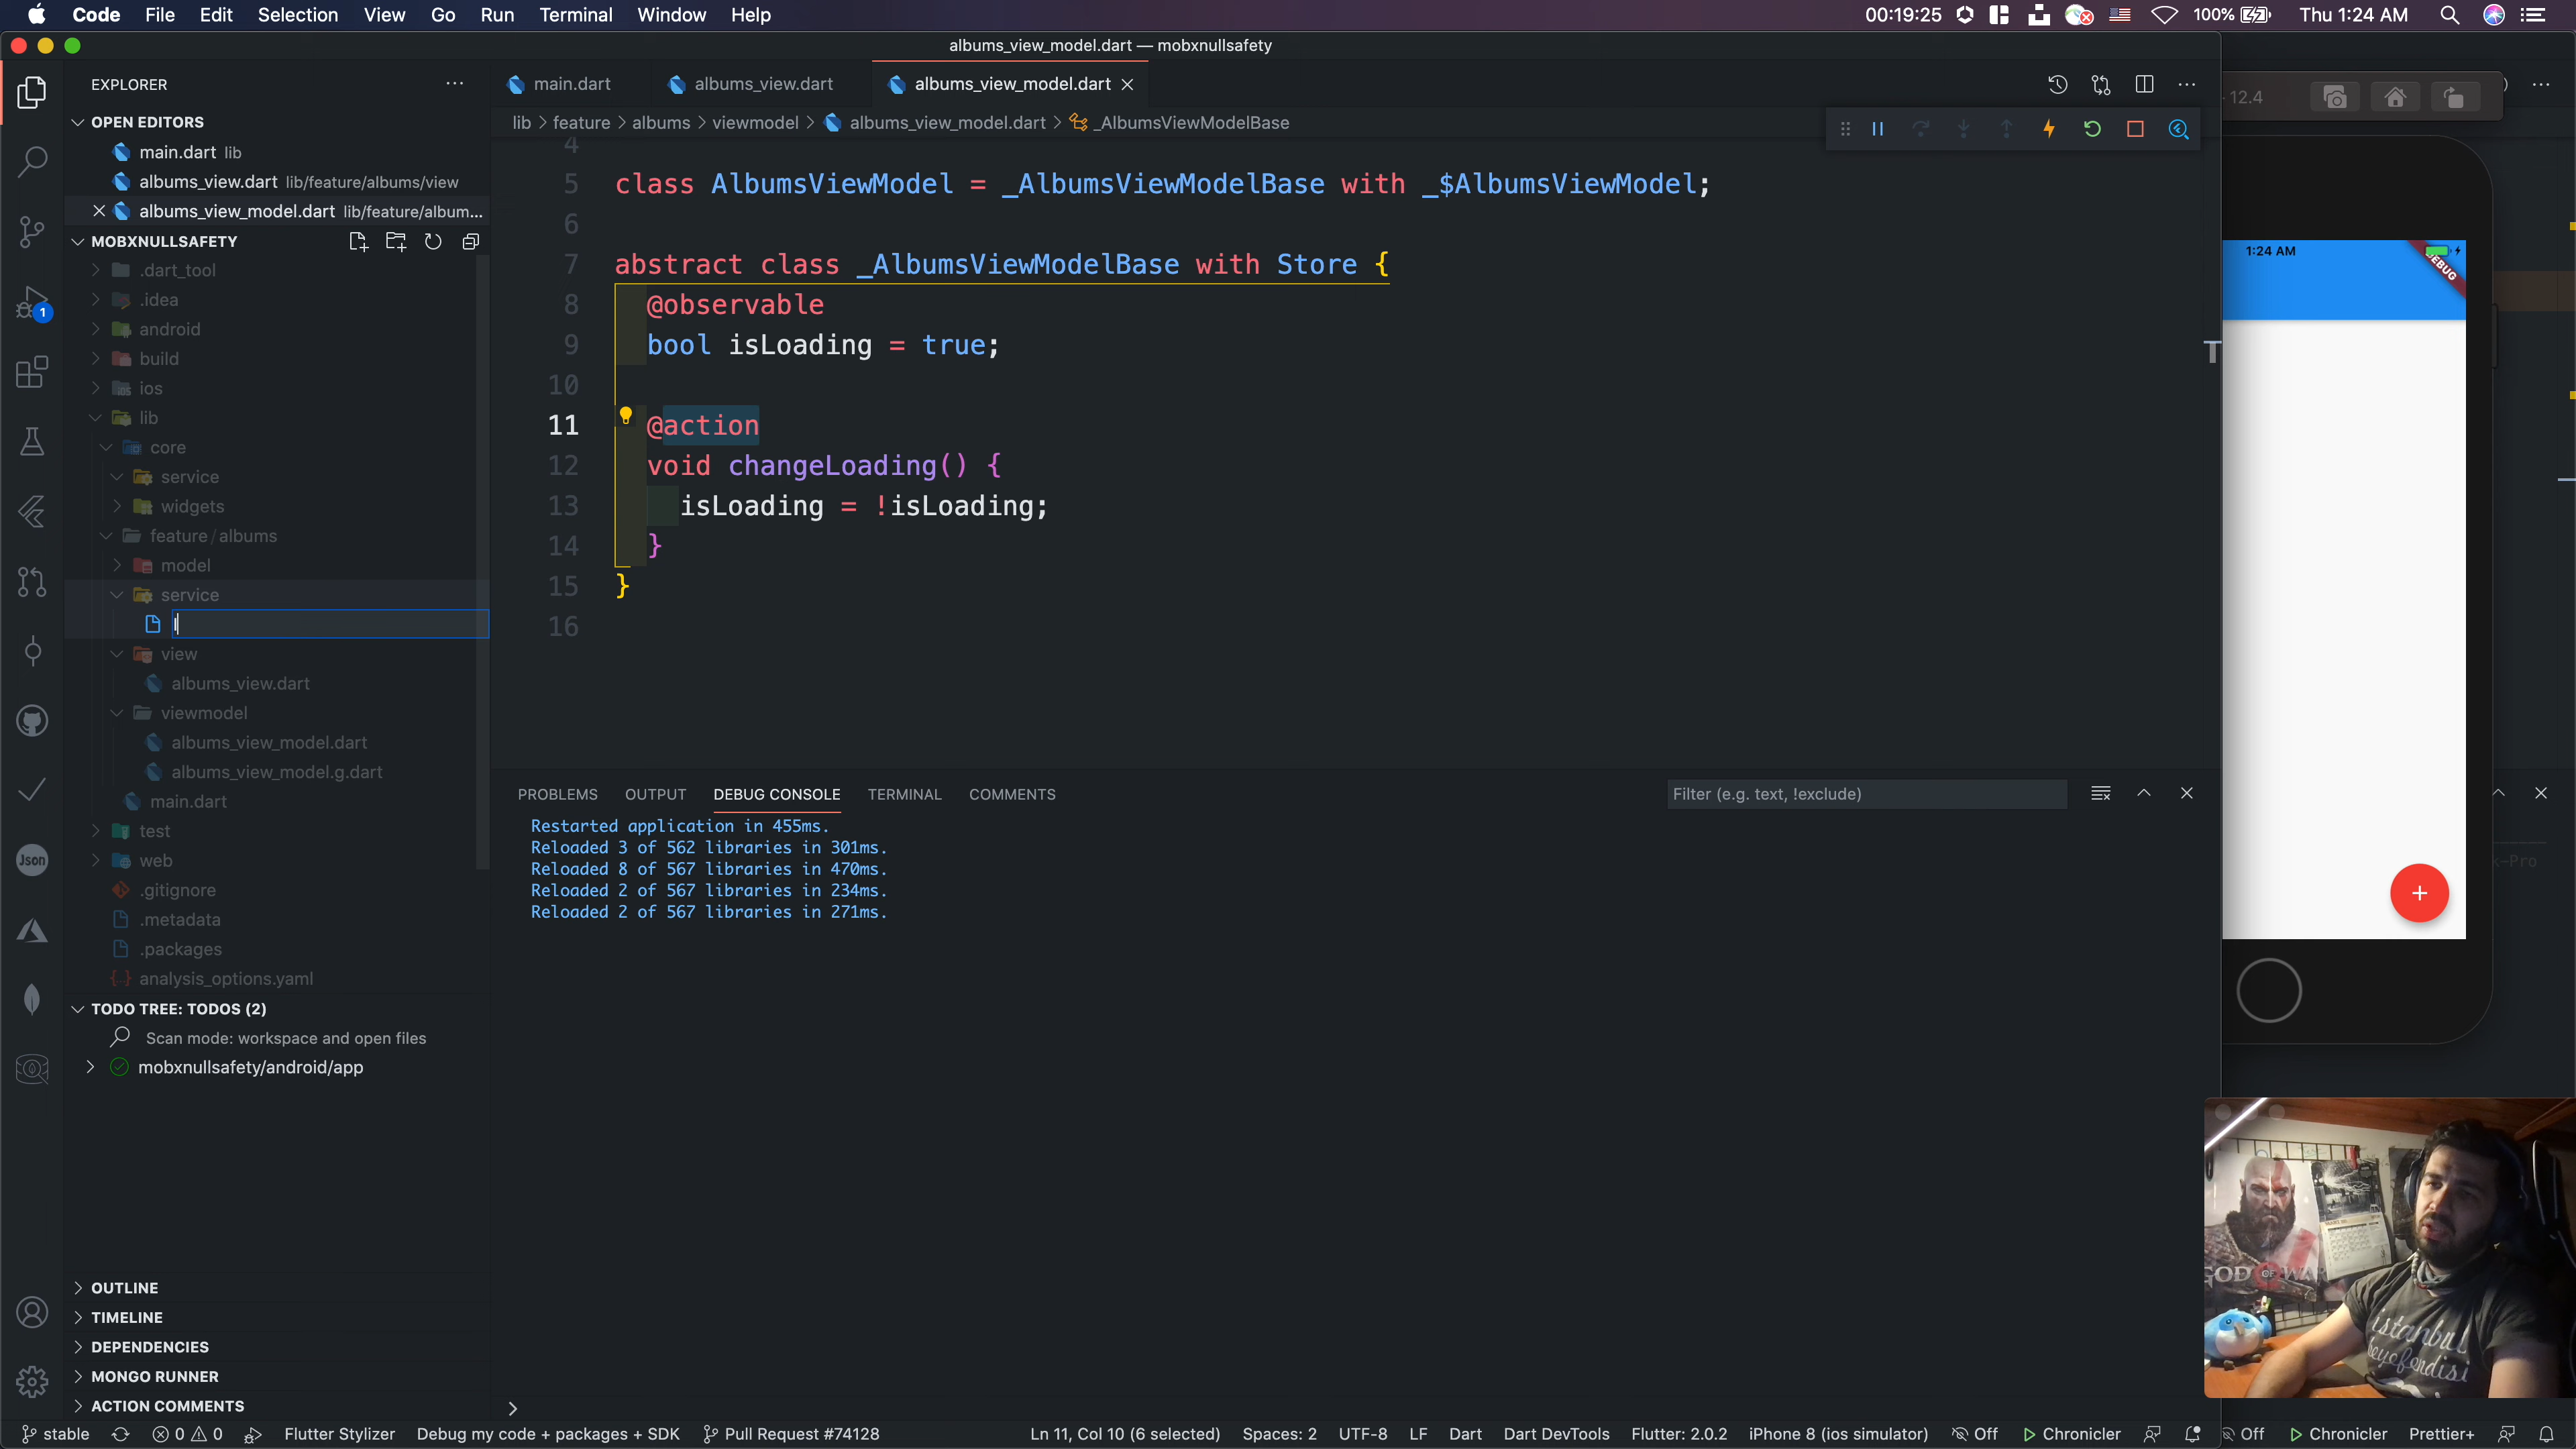 Code File Edit Selection View Go Run Terminal Window Help 00:19:25 100% Thu 1:24 AM
albums_view_model.dart — mobxnullsafety
EXPLORER
main.dart albums_view.dart albums_view_model.dart
12.4
OPEN EDITORS
lib > feature > albums > viewmodel > albums_view_model.dart > _AlbumsViewModelBase
main.dart lib
albums_view.dart lib/feature/albums/view
albums_view_model.dart lib/feature/album...
MOBXNULLSAFETY
.dart_tool
.idea
android
build
ios
lib
core
service
widgets
feature / albums
model
service
I
view
albums_view.dart
viewmodel
albums_view_model.dart
albums_view_model.g.dart
main.dart
test
web
.gitignore
.metadata
.packages
analysis_options.yaml
TODO TREE: TODOS (2)
Scan mode: workspace and open files
mobxnullsafety/android/app
OUTLINE
TIMELINE
DEPENDENCIES
MONGO RUNNER
ACTION COMMENTS
1
Json
4
5 class AlbumsViewModel = _AlbumsViewModelBase with _$AlbumsViewModel;
6
7 abstract class _AlbumsViewModelBase with Store {
8 @observable
9 bool isLoading = true;
10
11 @action
12 void changeLoading() {
13 isLoading = !isLoading;
14 }
15 }
16
PROBLEMS OUTPUT DEBUG CONSOLE TERMINAL COMMENTS Filter (e.g. text, !exclude)
Restarted application in 455ms.
Reloaded 3 of 562 libraries in 301ms.
Reloaded 8 of 567 libraries in 470ms.
Reloaded 2 of 567 libraries in 234ms.
Reloaded 2 of 567 libraries in 271ms.
1:24 AM
k-Pro
GOD OF WAR
istanbul
beyefendisi
stable 0 0 Flutter Stylizer Debug my code + packages + SDK Pull Request #74128 Ln 11, Col 10 (6 selected) Spaces: 2 UTF-8 LF Dart Dart DevTools Flutter: 2.0.2 iPhone 8 (ios simulator) Off Chronicler Off Chronicler Prettier+